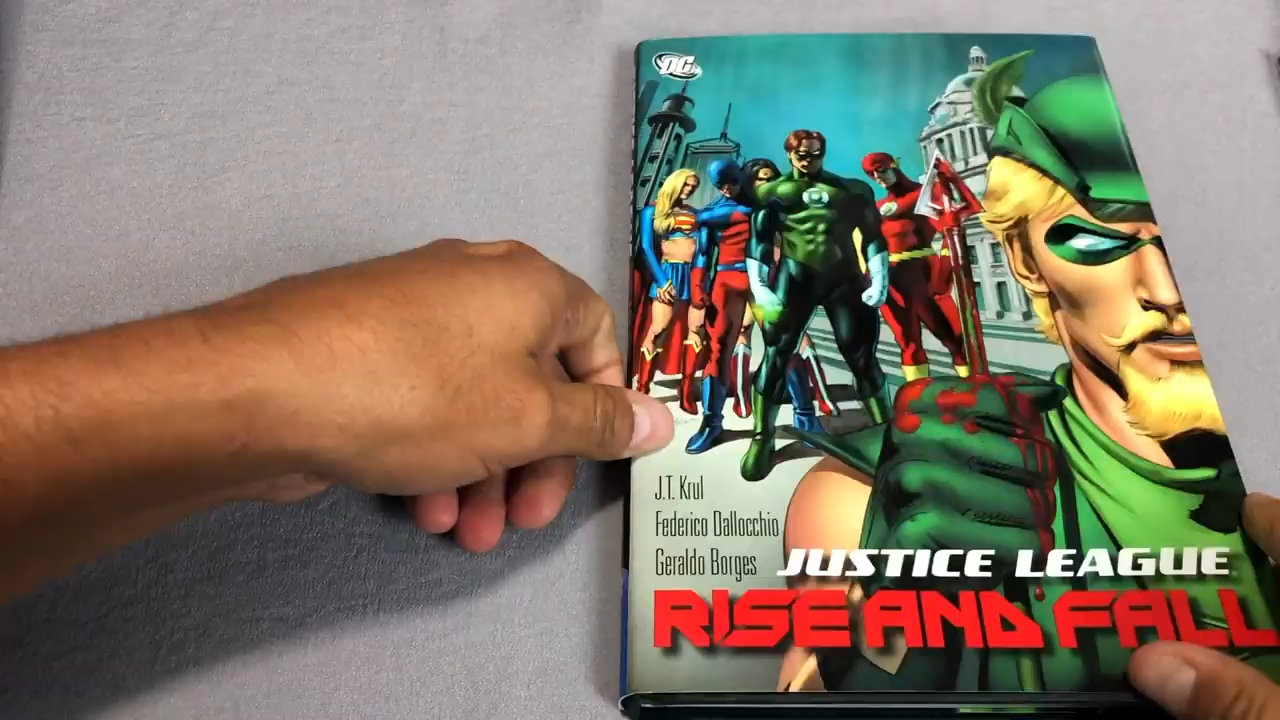 DC
J.T. Krul
Federico Dallocchio
Geraldo Borges
JUSTICE LEAGUE
RISE AND FALL